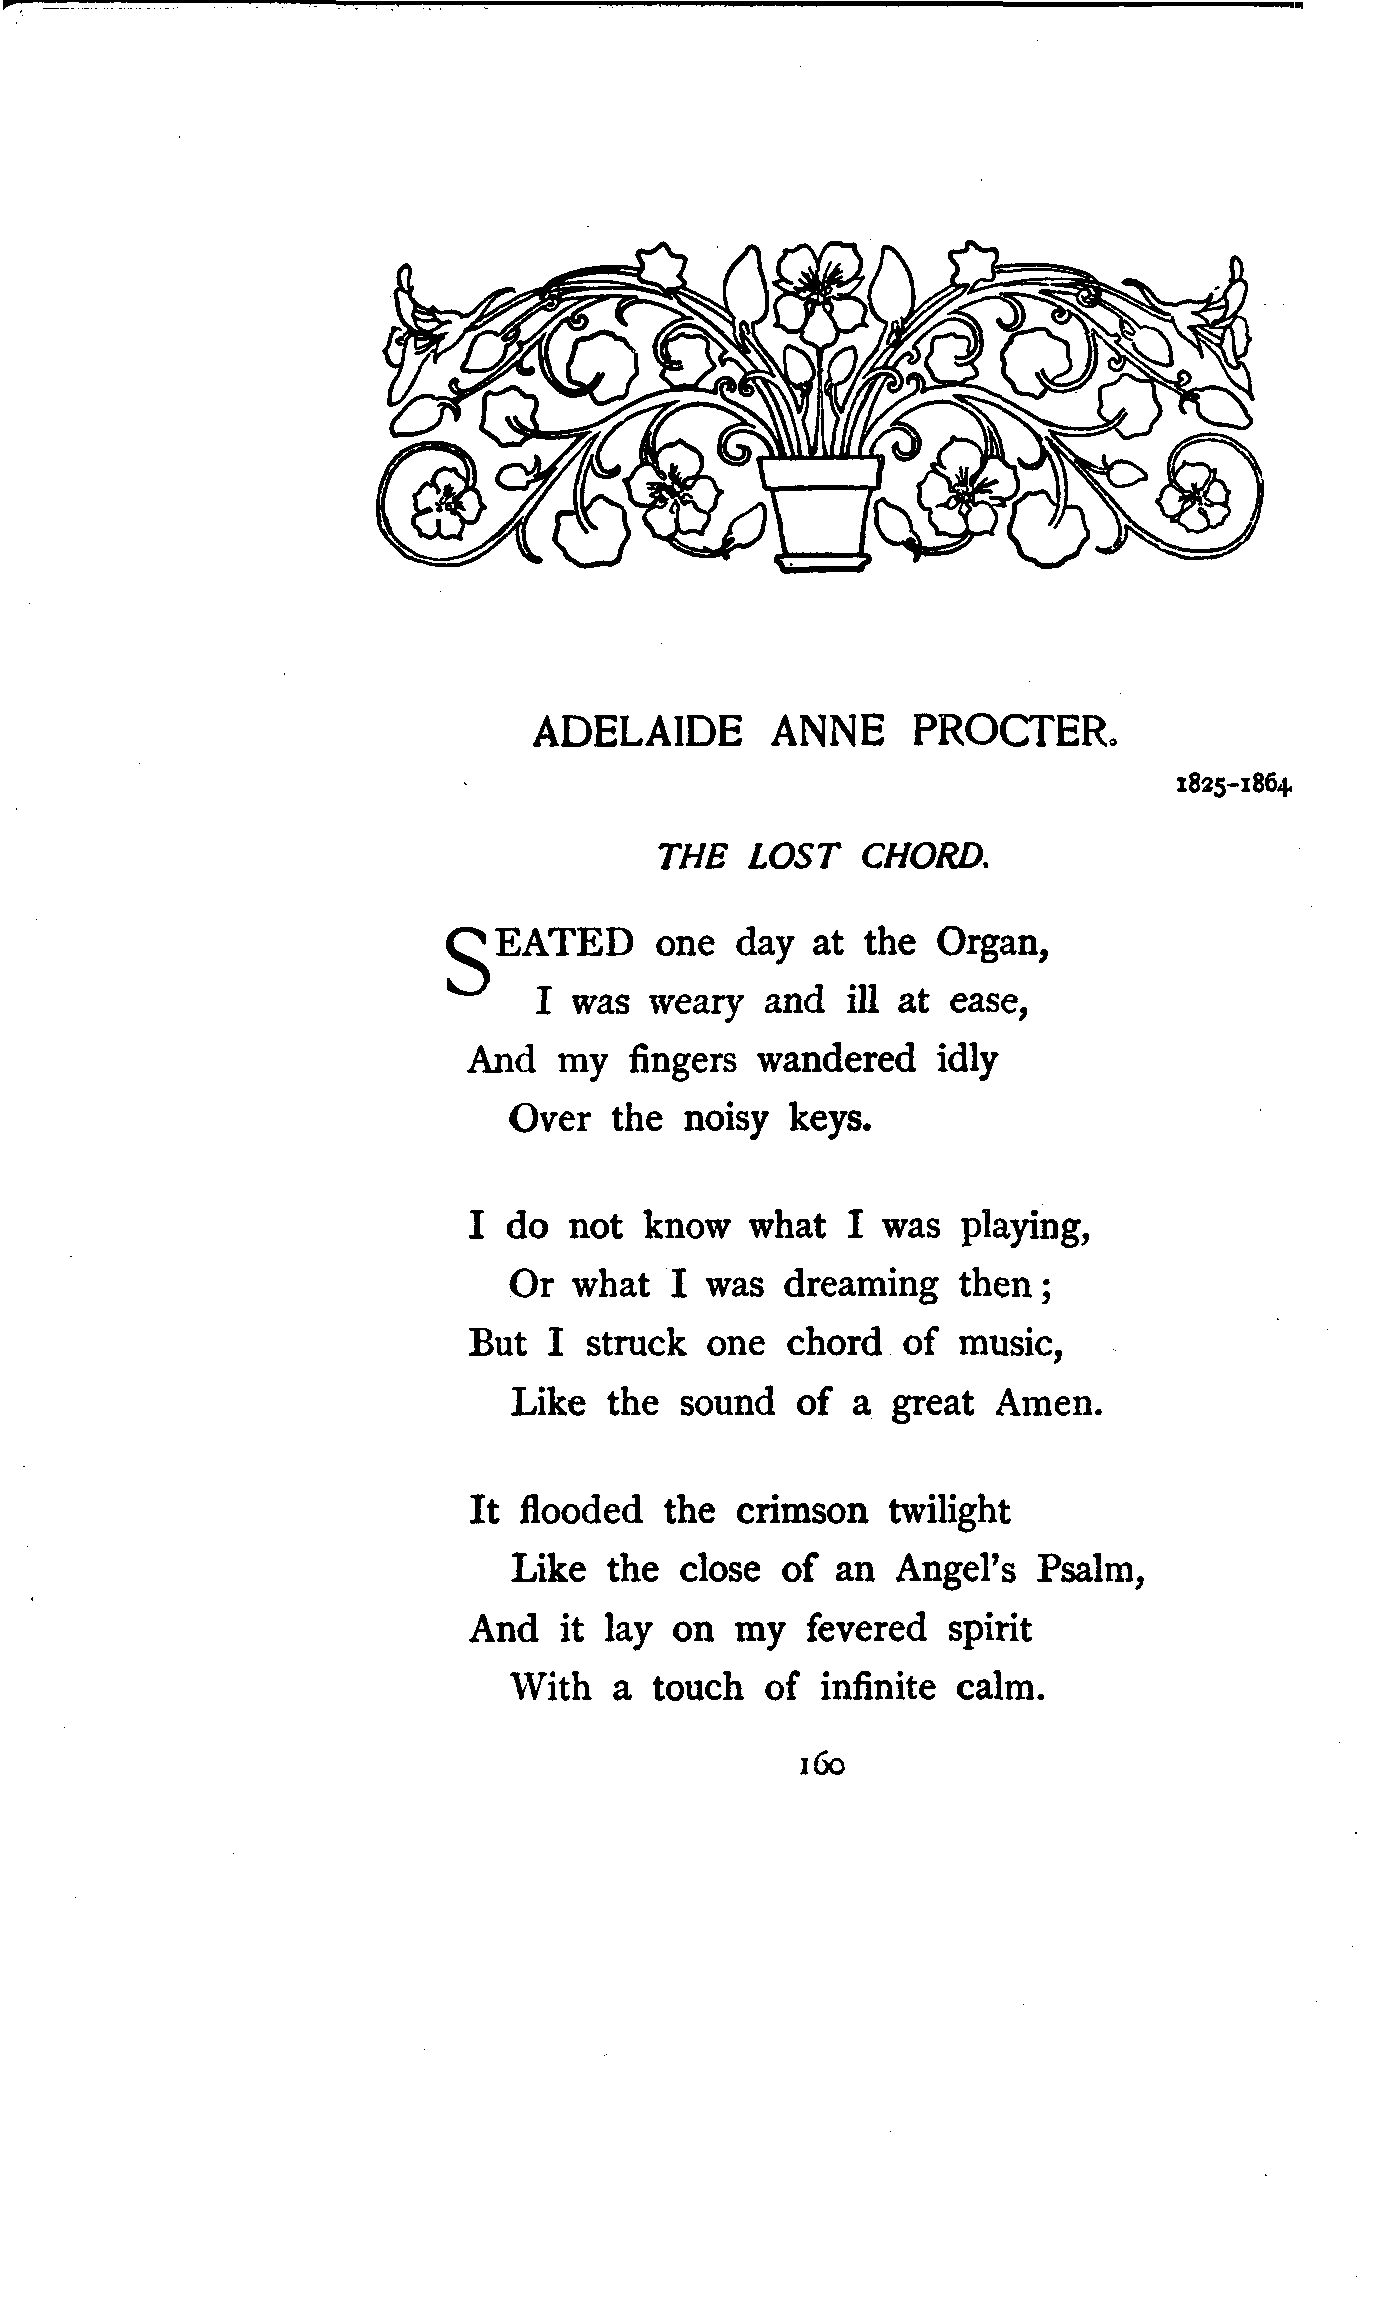 ADELAIDE ANNE PROCTER.
1825-1864
THE LOST CHORD.
SEATED one day at the Organ,
I was weary and ill at ease,
And my fingers wandered idly
Over the noisy keys.
I do not know what I was playing,
Or what I was dreaming then;
But I struck one chord of music,
Like the sound of a great Amen.
It flooded the crimson twilight
Like the close of an Angel's Psalm,
And it lay on my fevered spirit
With a touch of infinite calm.
160